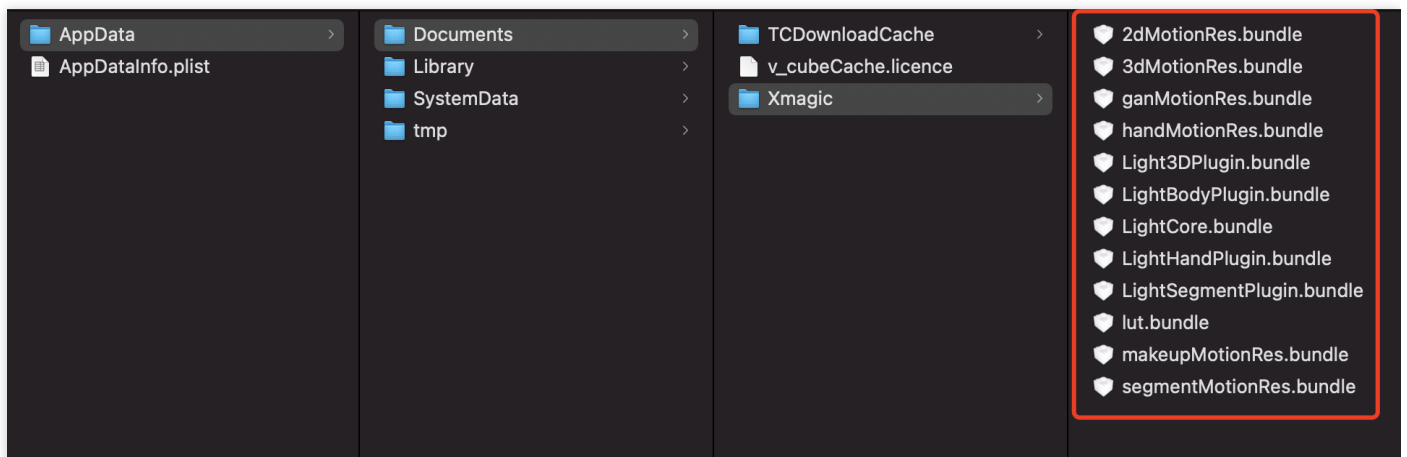 AppData
AppDataInfo.plist
Documents
Library
SystemData
tmp
TCDownloadCache
v_cubeCache.licence
Xmagic
2dMotionRes.bundle
3dMotionRes.bundle
ganMotionRes.bundle
handMotionRes.bundle
Light3DPlugin.bundle
LightBodyPlugin.bundle
LightCore.bundle
LightHandPlugin.bundle
LightSegmentPlugin.bundle
lut.bundle
makeupMotionRes.bundle
segmentMotionRes.bundle